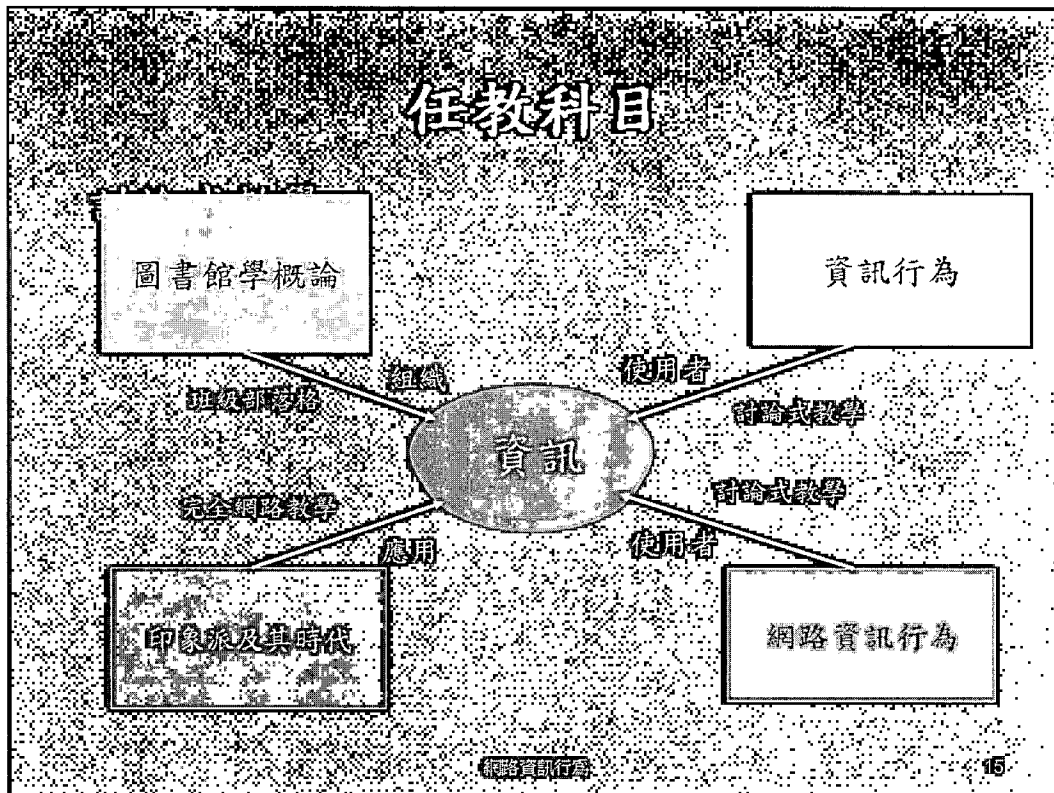 任教科目
圖書館學概論
資訊行為
組織
使用者
班級部落格
討論式教學
資訊
完全網路教學
討論式教學
應用
使用者
印象派及其時代
網路資訊行為
網路資訊行為
15